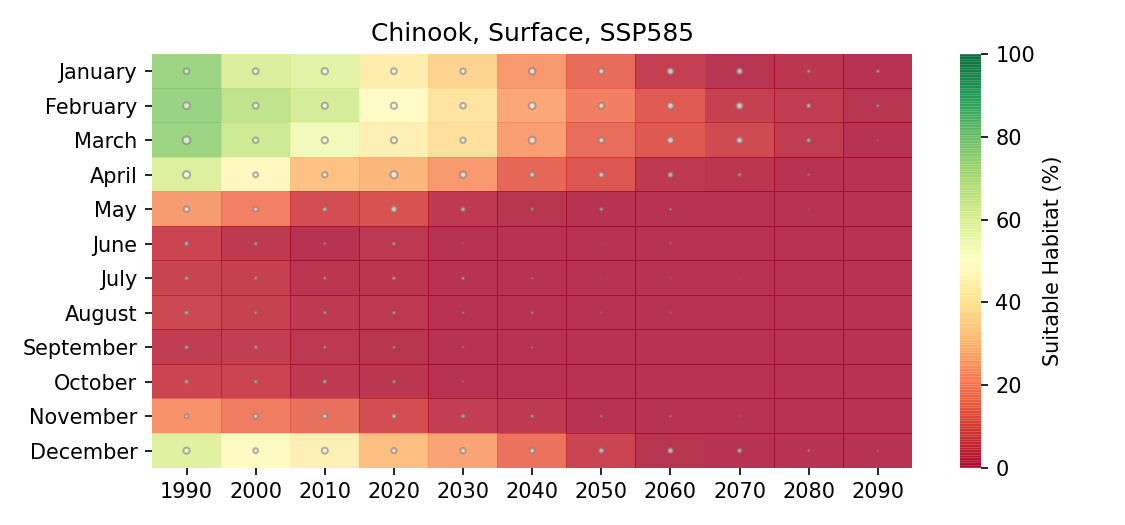 Chinook, Surface, SSP585
January
February
March
April
May
June
July
August
September
October
November
December
1990 2000 2010 2020 2030 2040 2050 2060 2070 2080 2090
100
80
60
40
20
0
Suitable Habitat (%)